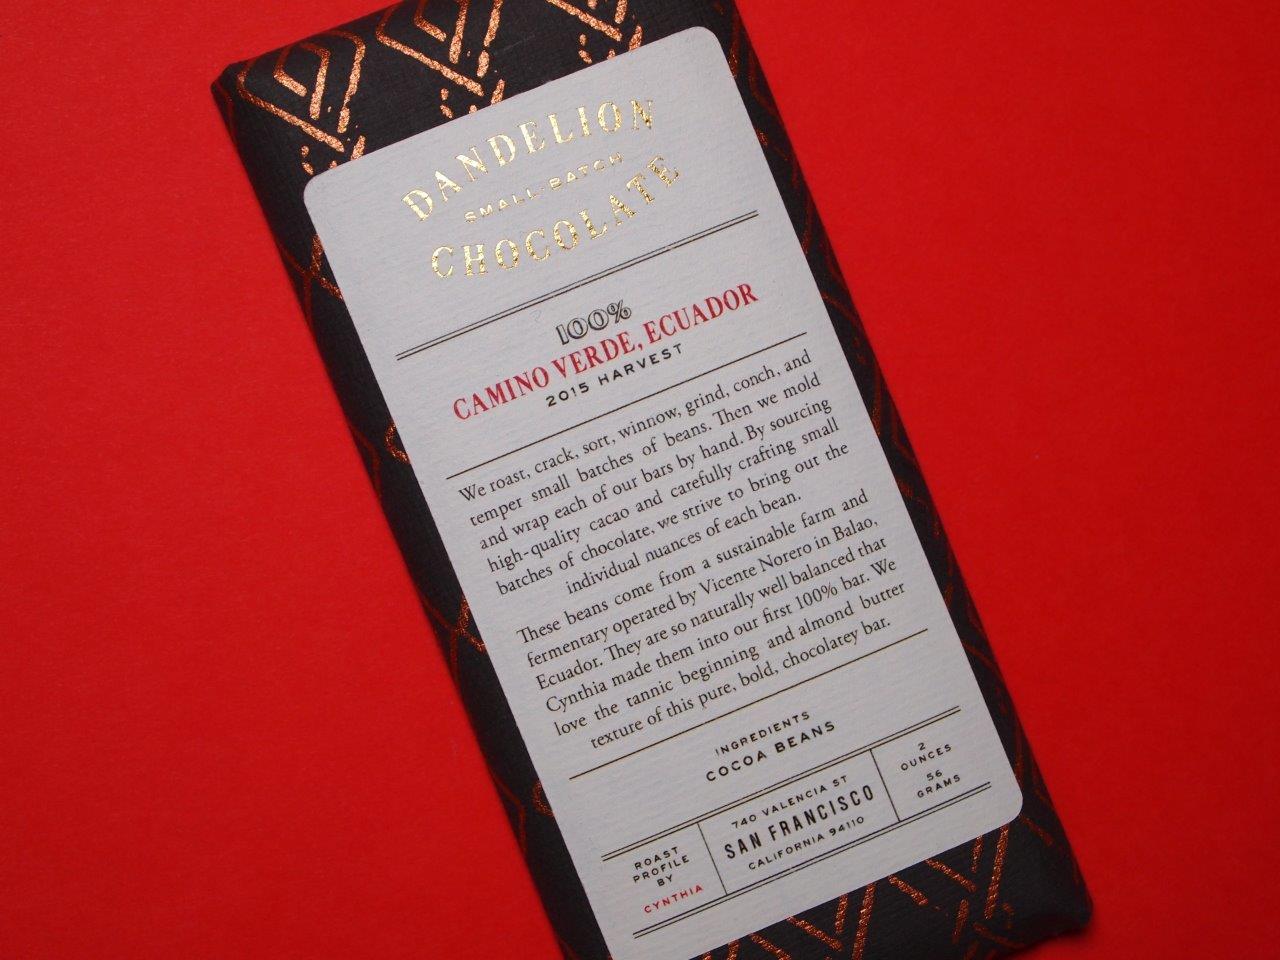 DANDELION
SMALL-BATCH
CHOCOLATE
100%
CAMINO VERDE, ECUADOR
2015 HARVEST
We roast, crack, sort, winnow, grind, conch, and
temper small batches of beans. Then we mold
and wrap each of our bars by hand. By sourcing
high-quality cacao and carefully crafting small
batches of chocolate, we strive to bring out the
individual nuances of each bean.
These beans come from a sustainable farm and
fermentary operated by Vicente Norero in Balao,
Ecuador. They are so naturally well balanced that
Cynthia made them into our first 100% bar. We
love the tannic beginning and almond butter
texture of this pure, bold, chocolatey bar.
INGREDIENTS
COCOA BEANS
ROAST
PROFILE
BY
CYNTHIA
740 VALENCIA ST
SAN FRANCISCO
CALIFORNIA 94110
2
OUNCES
56
GRAMS